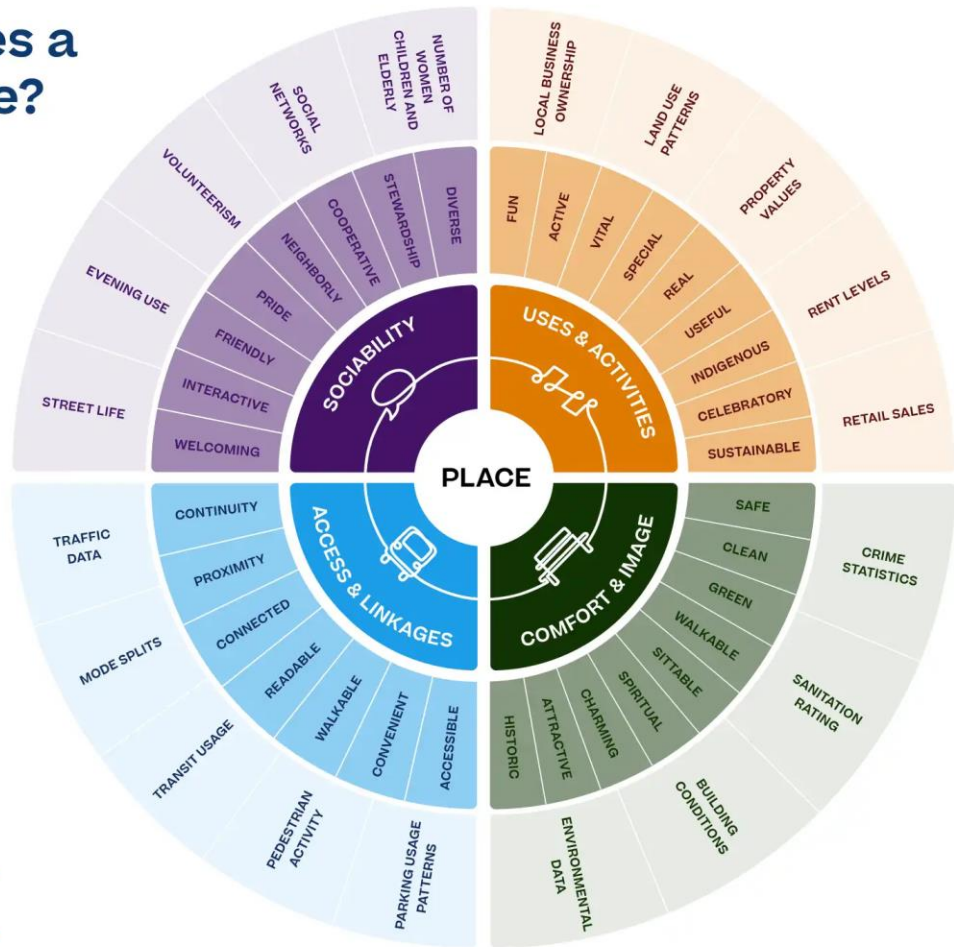 es a
e?
PLACE
SOCIABILITY
USES & ACTIVITIES
ACCESS & LINKAGES
COMFORT & IMAGE
WELCOMING
INTERACTIVE
FRIENDLY
PRIDE
NEIGHBORLY
COOPERATIVE
STEWARDSHIP
DIVERSE
STREET LIFE
EVENING USE
VOLUNTEERISM
SOCIAL
NETWORKS
NUMBER OF
WOMEN
CHILDREN AND
ELDERLY
FUN
ACTIVE
VITAL
SPECIAL
REAL
USEFUL
INDIGENOUS
CELEBRATORY
SUSTAINABLE
LOCAL BUSINESS
OWNERSHIP
LAND USE
PATTERNS
PROPERTY
VALUES
RENT LEVELS
RETAIL SALES
SAFE
CLEAN
GREEN
WALKABLE
SITTABLE
SPIRITUAL
CHARMING
ATTRACTIVE
HISTORIC
CRIME
STATISTICS
SANITATION
RATING
BUILDING
CONDITIONS
ENVIRONMENTAL
DATA
CONTINUITY
PROXIMITY
CONNECTED
READABLE
WALKABLE
CONVENIENT
ACCESSIBLE
TRAFFIC
DATA
MODE SPLITS
TRANSIT USAGE
PEDESTRIAN
ACTIVITY
PARKING USAGE
PATTERNS